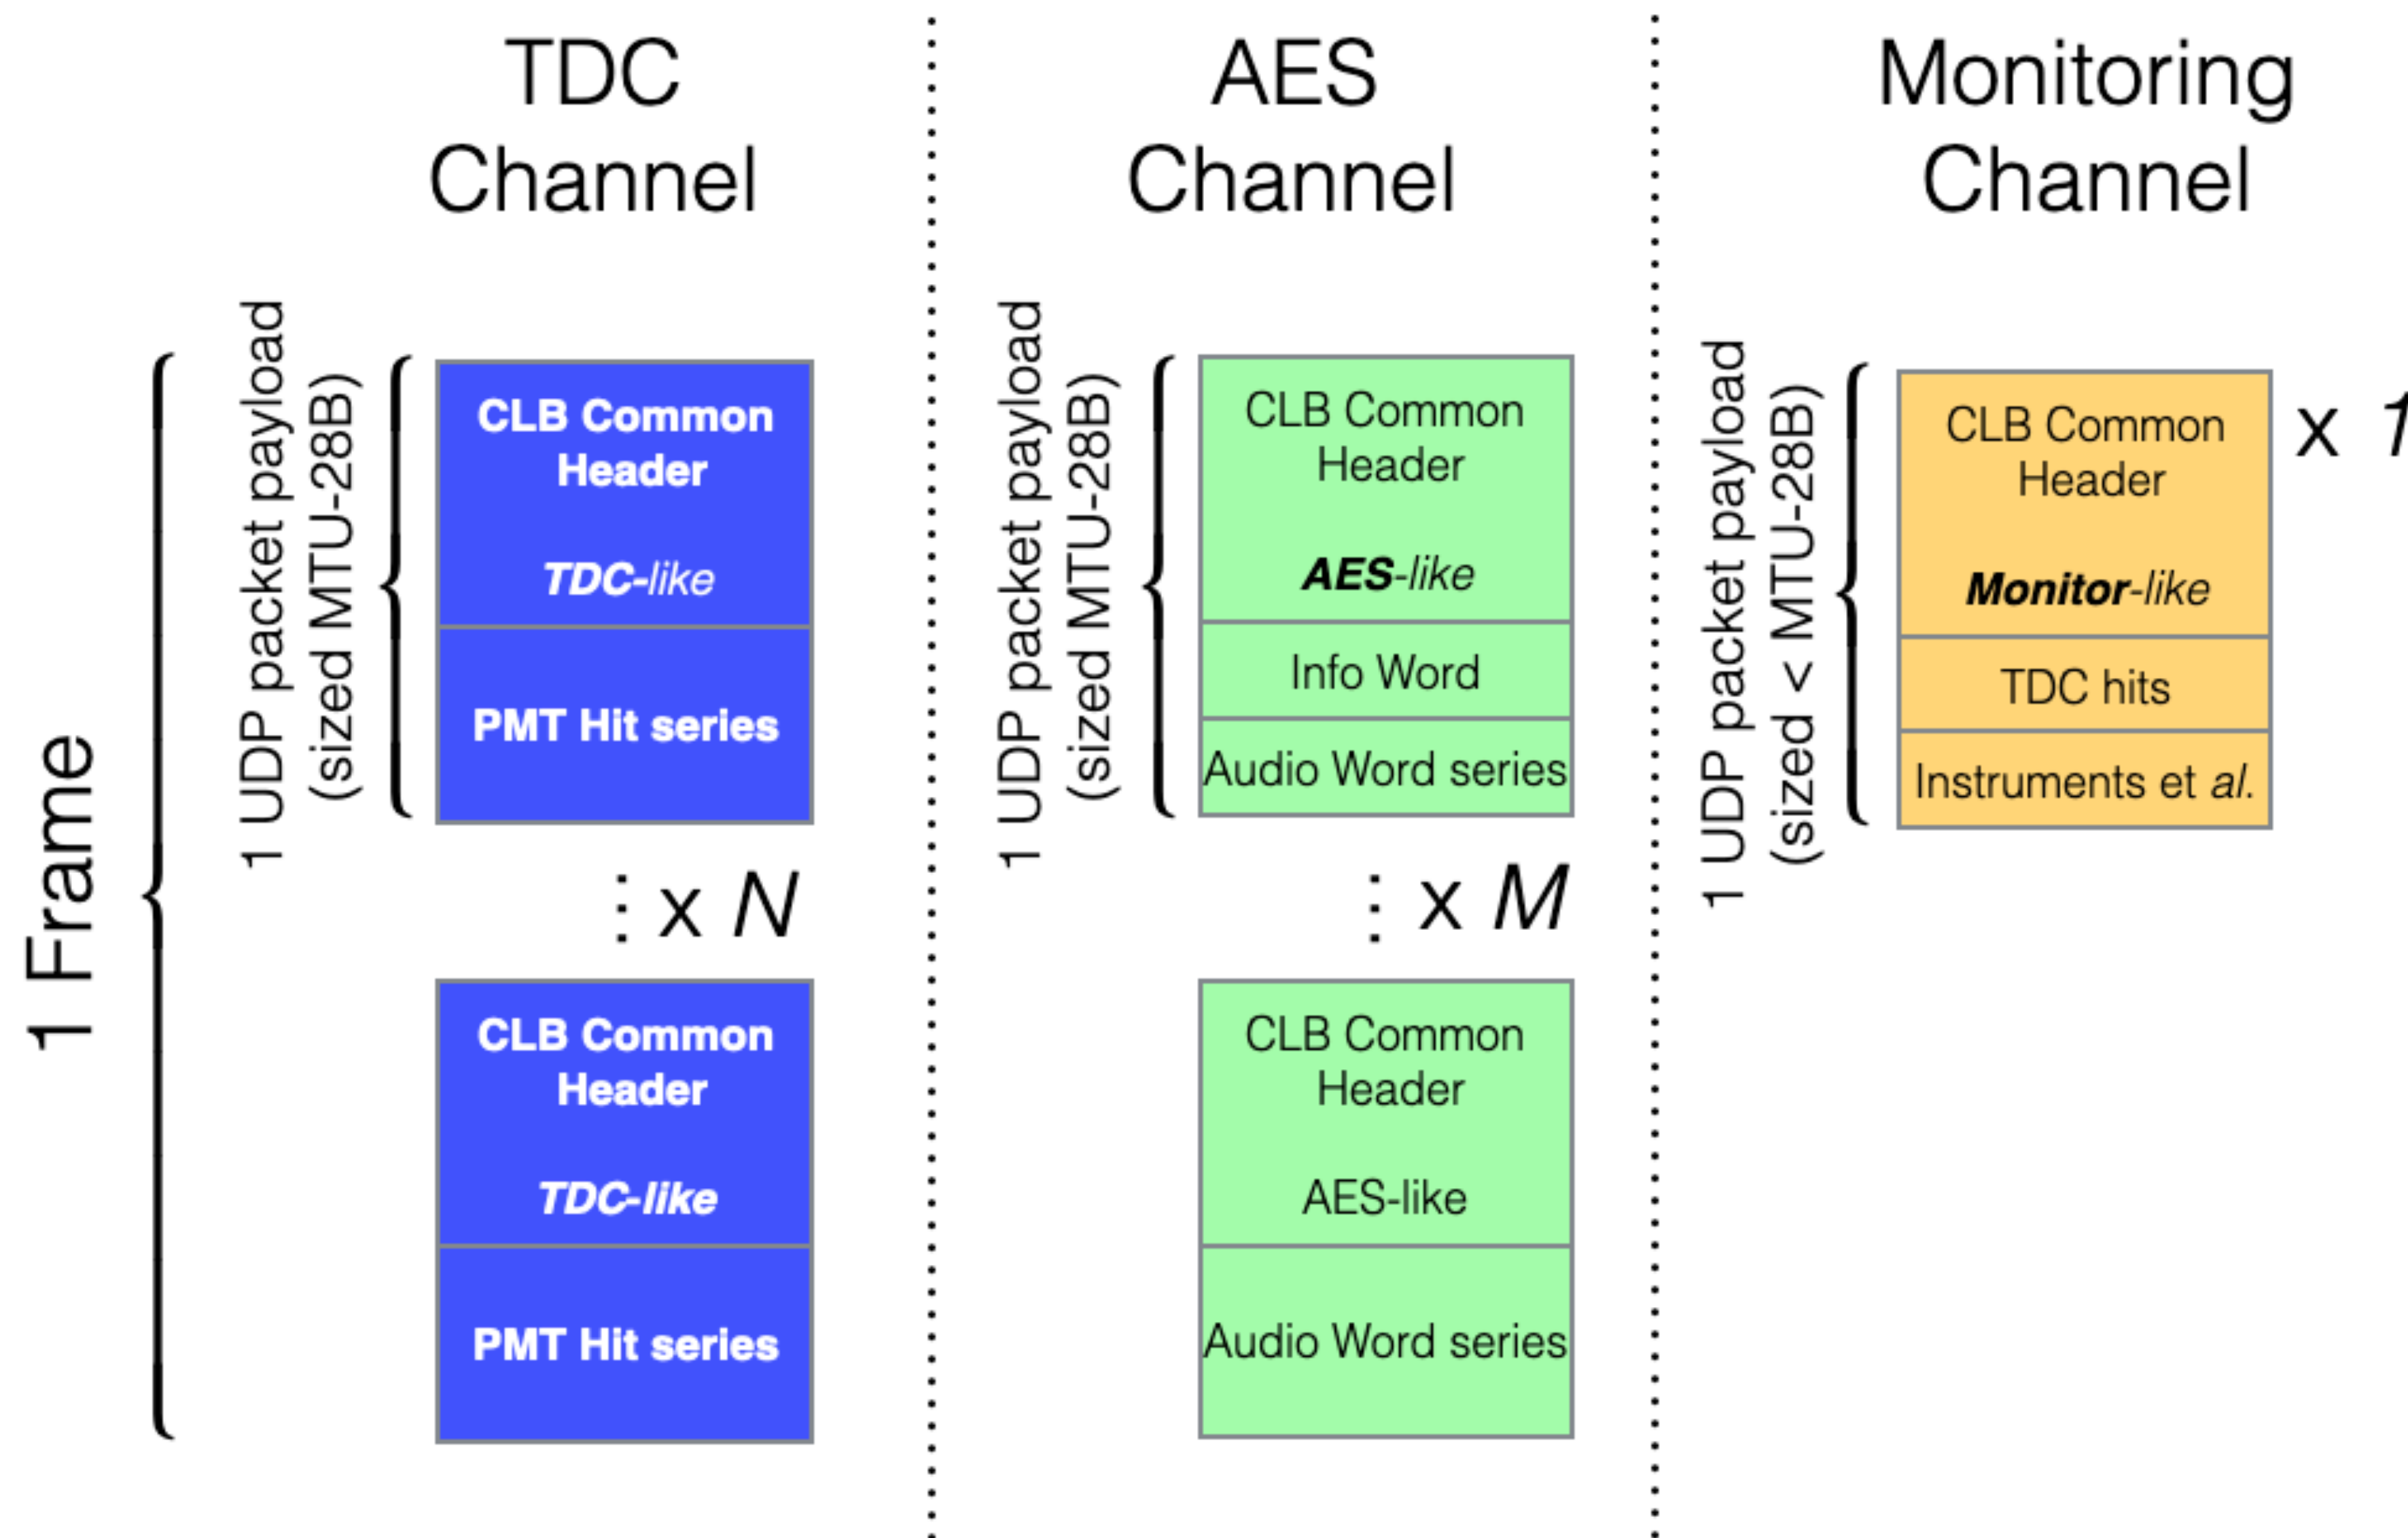 TDC
Channel
AES
Channel
Monitoring
Channel
1 Frame
1 UDP packet payload
(sized MTU-28B)
CLB Common
Header
TDC-like
PMT Hit series
⋮ x N
CLB Common
Header
TDC-like
PMT Hit series
1 UDP packet payload
(sized MTU-28B)
CLB Common
Header
AES-like
Info Word
Audio Word series
⋮ x M
CLB Common
Header
AES-like
Audio Word series
1 UDP packet payload
(sized < MTU-28B)
CLB Common
Header
Monitor-like
TDC hits
Instruments et al.
x 1